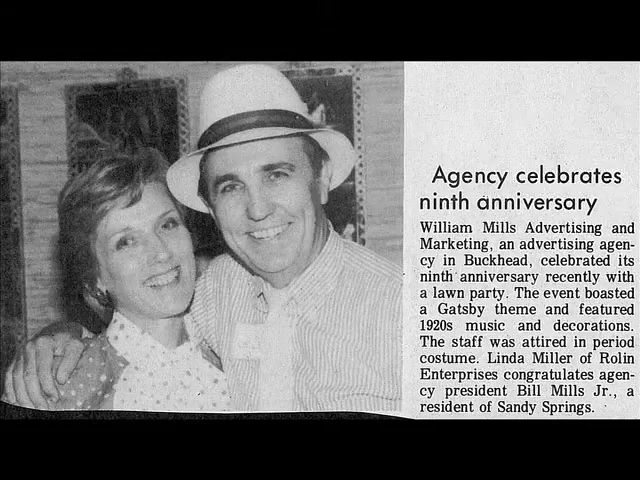 Agency celebrates
ninth anniversary
William Mills Advertising and
Marketing, an advertising agen-
cy in Buckhead, celebrated its
ninth anniversary recently with
a lawn party. The event boasted
a Gatsby theme and featured
1920s music and decorations.
The staff was attired in period
costume. Linda Miller of Rolin
Enterprises congratulates agen-
cy president Bill Mills Jr., a
resident of Sandy Springs.